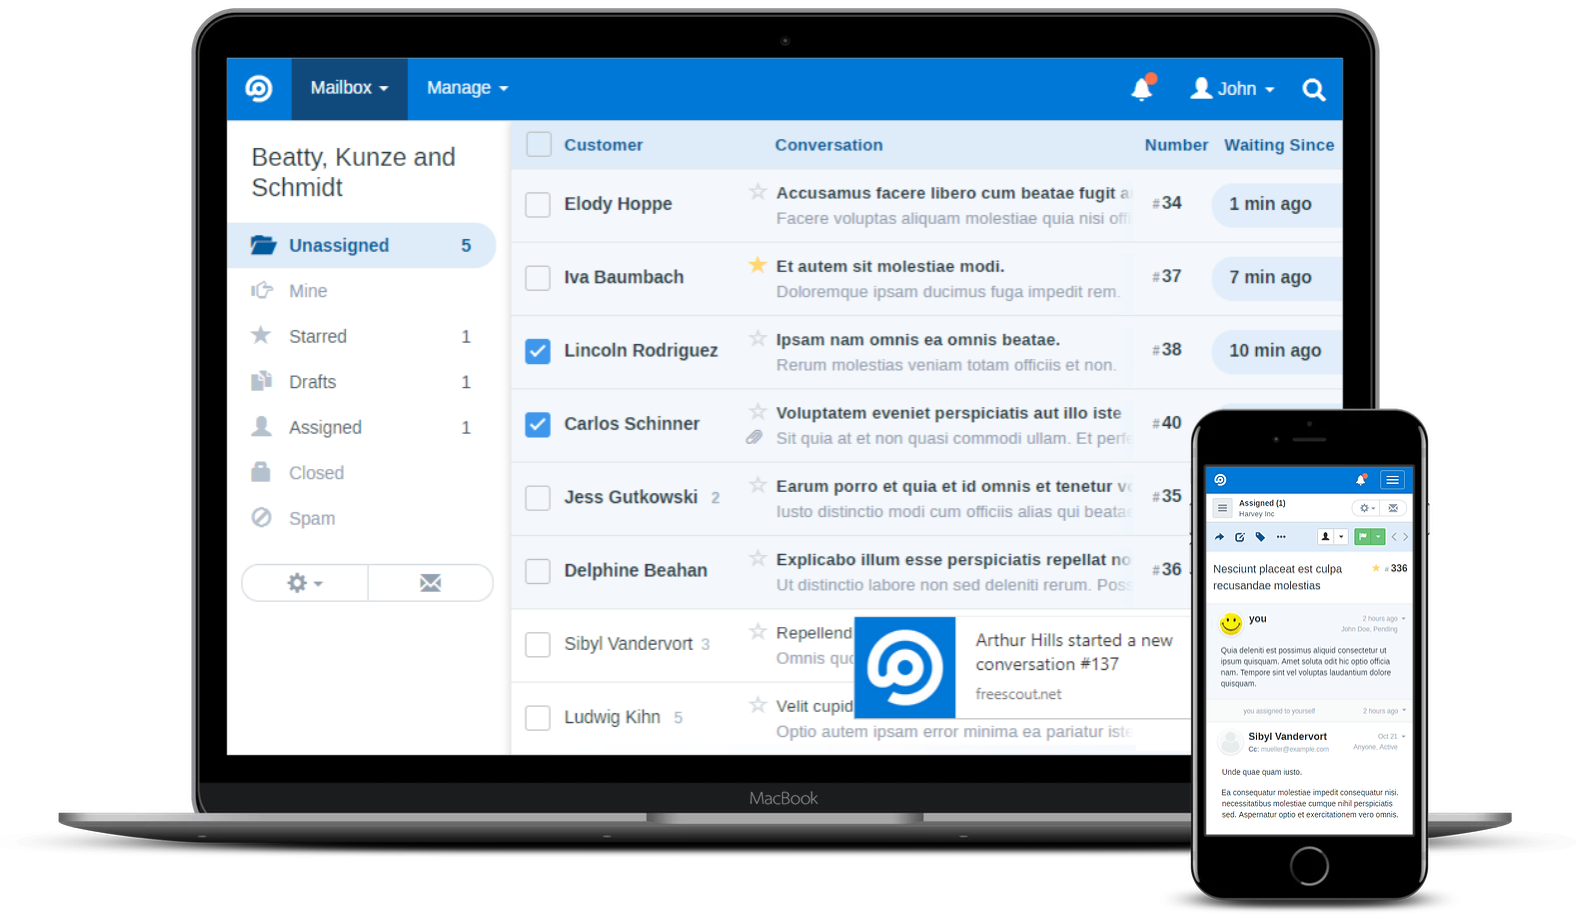 Mailbox Manage John
Beatty, Kunze and
Schmidt
Unassigned 5
Mine
Starred 1
Drafts 1
Assigned 1
Closed
Spam
Customer Conversation Number Waiting Since
Elody Hoppe Accusamus facere libero cum beatae fugit #34 1 min ago
Facere voluptas aliquam molestiae quia nisi
Iva Baumbach Et autem sit molestiae modi. #37 7 min ago
Doloremque ipsam ducimus fuga impedit rem.
Lincoln Rodriguez Ipsam nam omnis ea omnis beatae. #38 10 min ago
Rerum molestias veniam totam officiis et non.
Carlos Schinner Voluptatem eveniet perspiciatis aut illo iste #40
Sit quia at et non quasi commodi ullam. Et
Jess Gutkowski 2 Earum porro et quia et id omnis et tenetur #35
Iusto distinctio modi cum officiis alias qui beatae
Delphine Beahan Explicabo illum esse perspiciatis repellat no #36
Ut distinctio labore non sed deleniti rerum. Poss
Sibyl Vandervort 3 Repellend
Omnis quo
Ludwig Kihn 5 Velit cupid
Optio autem ipsam error minima ea pariatur iste
Arthur Hills started a new
conversation #137
freescout.net
MacBook
Assigned (1)
Harvey Inc
Nesciunt placeat est culpa # 336
recusandae molestias
you 2 hours ago
John Doe, Pending
Quia deleniti est possimus aliquid consectetur ut
ipsum quisquam. Amet soluta odit hic optio officia
nam. Tempore sint vel voluptas laudantium dolore
quisquam.
you assigned to yourself 2 hours ago
Sibyl Vandervort Oct 21
Cc: mueller@example.com Anyone, Active
Unde quae quam iusto.
Ea consequatur molestiae impedit consequatur nisi.
necessitatibus molestiae cumque nihil perspiciatis
sed. Aspernatur optio et exercitationem vero omnis.